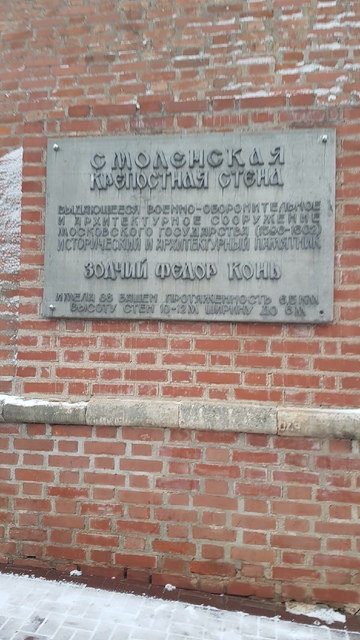 СМОЛЕНСКАЯ
КРЕПОСТНАЯ СТЕНА
ВЫДАЮЩЕЕСЯ ВОЕННО-ОБОРОНИТЕЛЬНОЕ
И АРХИТЕКТУРНОЕ СООРУЖЕНИЕ
МОСКОВСКОГО ГОСУДАРСТВА (1596-1602)
ИСТОРИЧЕСКИЙ И АРХИТЕКТУРНЫЙ ПАМЯТНИК
ЗОДЧИЙ ФЕДОР КОНЬ
ИМЕЛА 38 БАШЕН ПРОТЯЖЕННОСТЬ 6,5 КМ
ВЫСОТУ СТЕН 10-12 М. ШИРИНУ ДО 6 М.